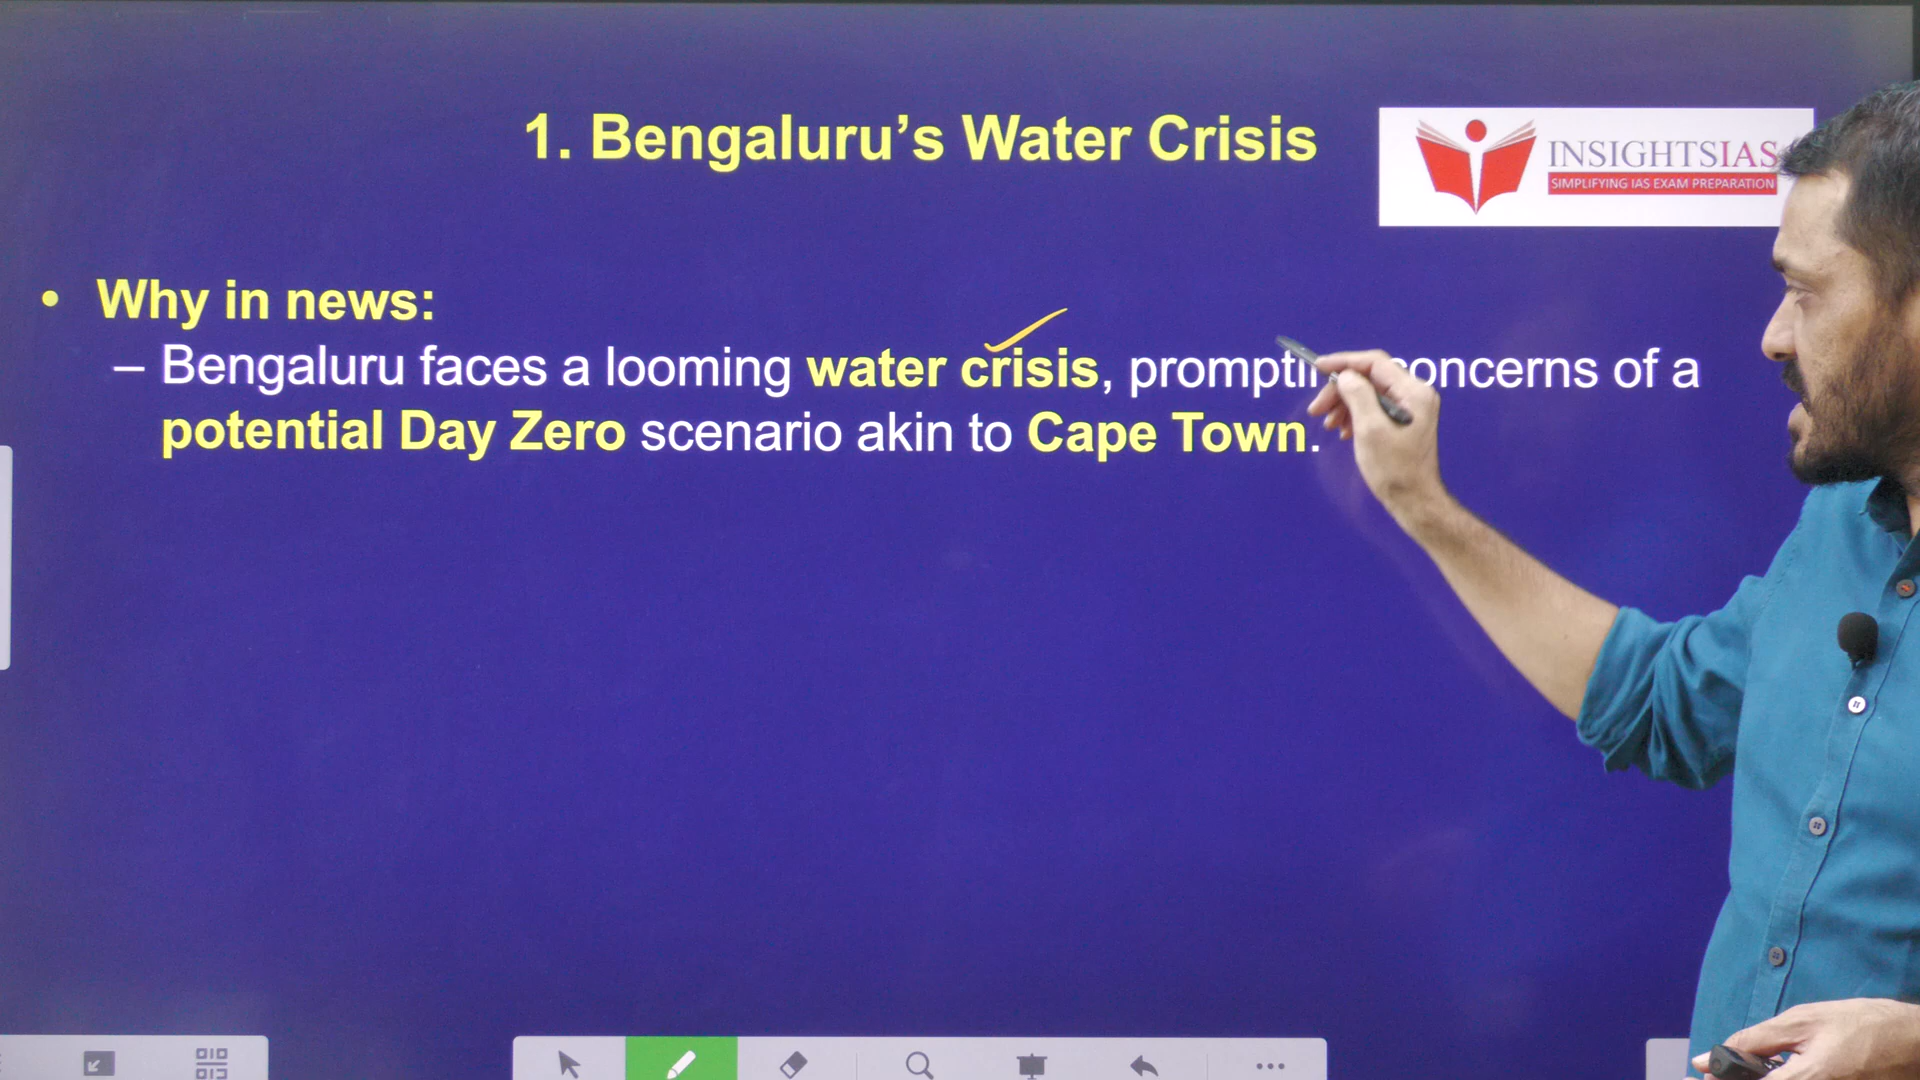 1. Bengaluru’s Water Crisis
INSIGHTSIAS
SIMPLIFYING IAS EXAM PREPARATION
• Why in news:
– Bengaluru faces a looming water crisis, of a
potential Day Zero scenario akin to Cape Town.